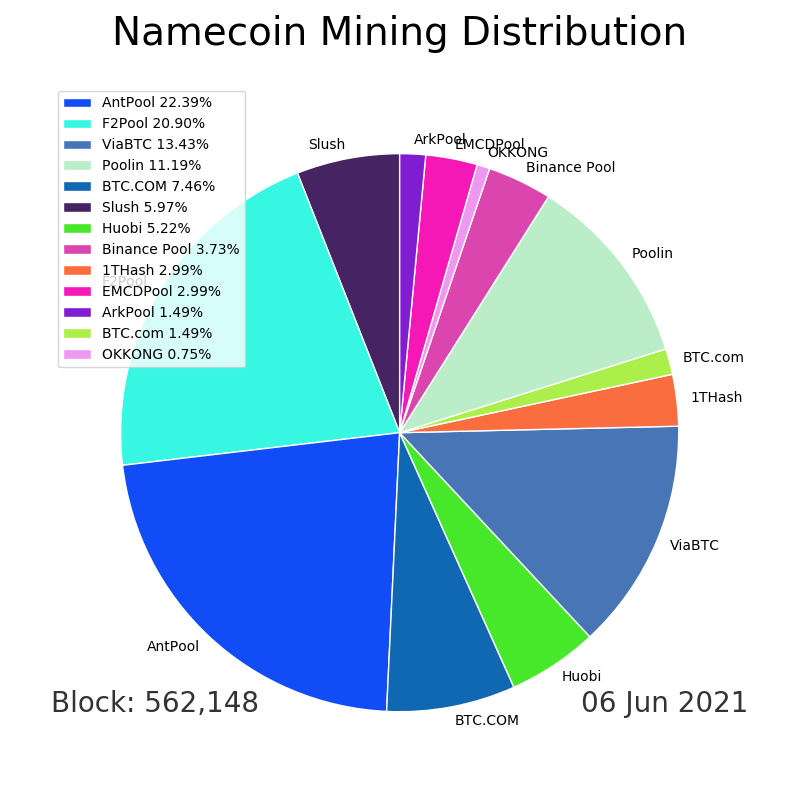 Namecoin Mining Distribution
AntPool 22.39%
F2Pool 20.90%
ViaBTC 13.43%
Poolin 11.19%
BTC.COM 7.46%
Slush 5.97%
Huobi 5.22%
Binance Pool 3.73%
1THash 2.99%
EMCDPool 2.99%
ArkPool 1.49%
BTC.com 1.49%
OKKONG 0.75%
Slush
ArkPool
EMCDPool
OKKONG
Binance Pool
Poolin
BTC.com
1THash
ViaBTC
Huobi
BTC.COM
AntPool
F2Pool
Block: 562,148
06 Jun 2021